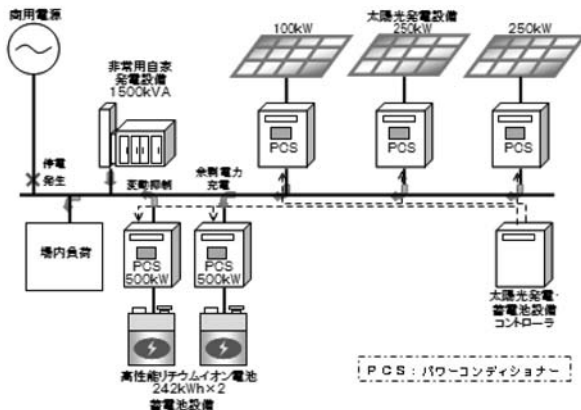 商用電源
太陽光発電設備
100kW
250kW
250kW
非常用自家
発電設備
1500kVA
PCS
PCS
PCS
停電
発生
変動抑制
余剰電力
充電
場内負荷
PCS
500kW
PCS
500kW
太陽光発電・
蓄電池設備
コントローラ
高性能リチウムイオン電池
242kWh×2
蓄電池設備
PCS：パワーコンディショナー